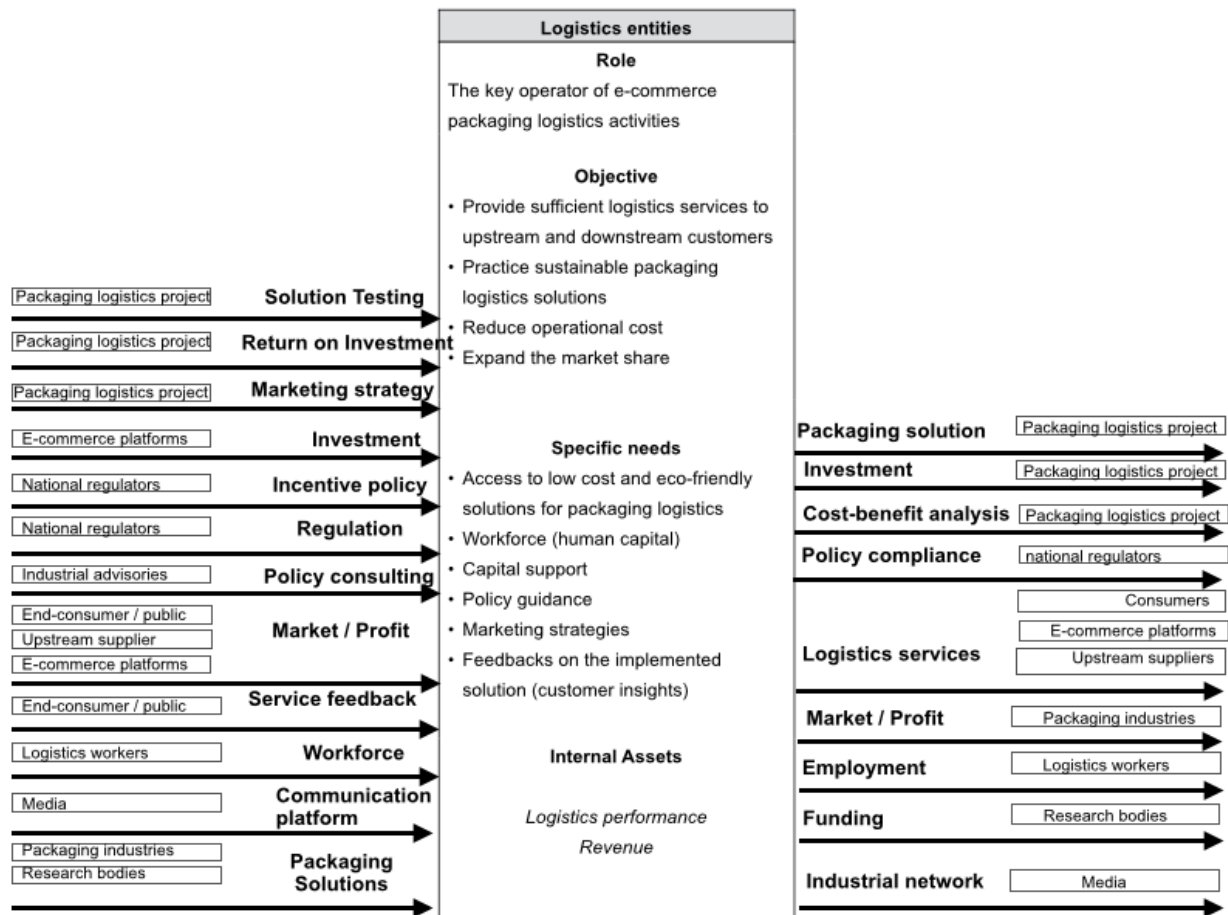 Logistics entities
Role
The key operator of e-commerce
packaging logistics activities
Objective
• Provide sufficient logistics services to
upstream and downstream customers
• Practice sustainable packaging
logistics solutions
• Reduce operational cost
• Expand the market share
Specific needs
• Access to low cost and eco-friendly
solutions for packaging logistics
• Workforce (human capital)
• Capital support
• Policy guidance
• Marketing strategies
• Feedbacks on the implemented
solution (customer insights)
Internal Assets
Logistics performance
Revenue
Packaging logistics project Solution Testing
Packaging logistics project Return on Investment
Packaging logistics project Marketing strategy
E-commerce platforms Investment
National regulators Incentive policy
National regulators Regulation
Industrial advisories Policy consulting
End-consumer / public
Upstream supplier
E-commerce platforms
Market / Profit
End-consumer / public Service feedback
Logistics workers Workforce
Media
Communication
platform
Packaging industries
Research bodies
Packaging
Solutions
Packaging solution Packaging logistics project
Investment Packaging logistics project
Cost-benefit analysis Packaging logistics project
Policy compliance national regulators
Logistics services
Consumers
E-commerce platforms
Upstream suppliers
Market / Profit Packaging industries
Employment Logistics workers
Funding Research bodies
Industrial network Media